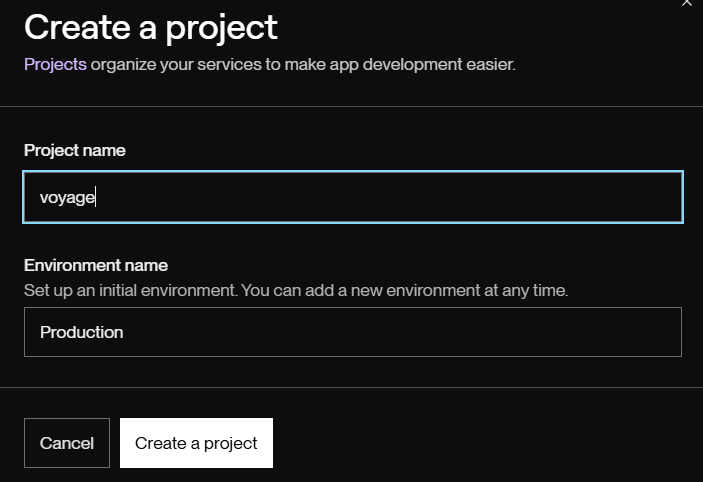 Create a project
Projects organize your services to make app development easier.
Project name
voyage
Environment name
Set up an initial environment. You can add a new environment at any time.
Production
Cancel
Create a project